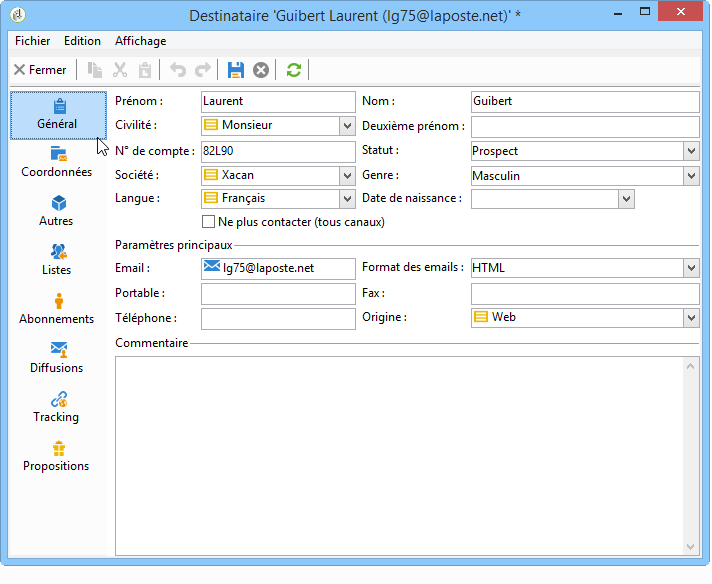 Destinataire 'Guibert Laurent (lg75@laposte.net)' *
Fichier Edition Affichage
Fermer
Général
Coordonnées
Autres
Listes
Abonnements
Diffusions
Tracking
Propositions
Prénom : Laurent Nom : Guibert
Civilité : Monsieur Deuxième prénom :
N° de compte : 82L90 Statut : Prospect
Société : Xacan Genre : Masculin
Langue : Français Date de naissance :
Ne plus contacter (tous canaux)
Paramètres principaux
Email : lg75@laposte.net Format des emails : HTML
Portable : Fax :
Téléphone : Origine : Web
Commentaire